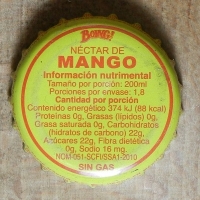 BOING!
NÉCTAR DE
MANGO
Información nutrimental
Tamaño por porción: 200ml
Porciones por envase: 1,8
Cantidad por porción
Contenido energético 374 kJ (88 kcal)
Proteínas 0g, Grasas (lípidos) 0g,
Grasa saturada 0g, Carbohidratos
(hidratos de carbono) 22g,
Azúcares 22g, Fibra dietética
0g, Sodio 16 mg.
NOM-051-SCFI/SSA1-2010
SIN GAS